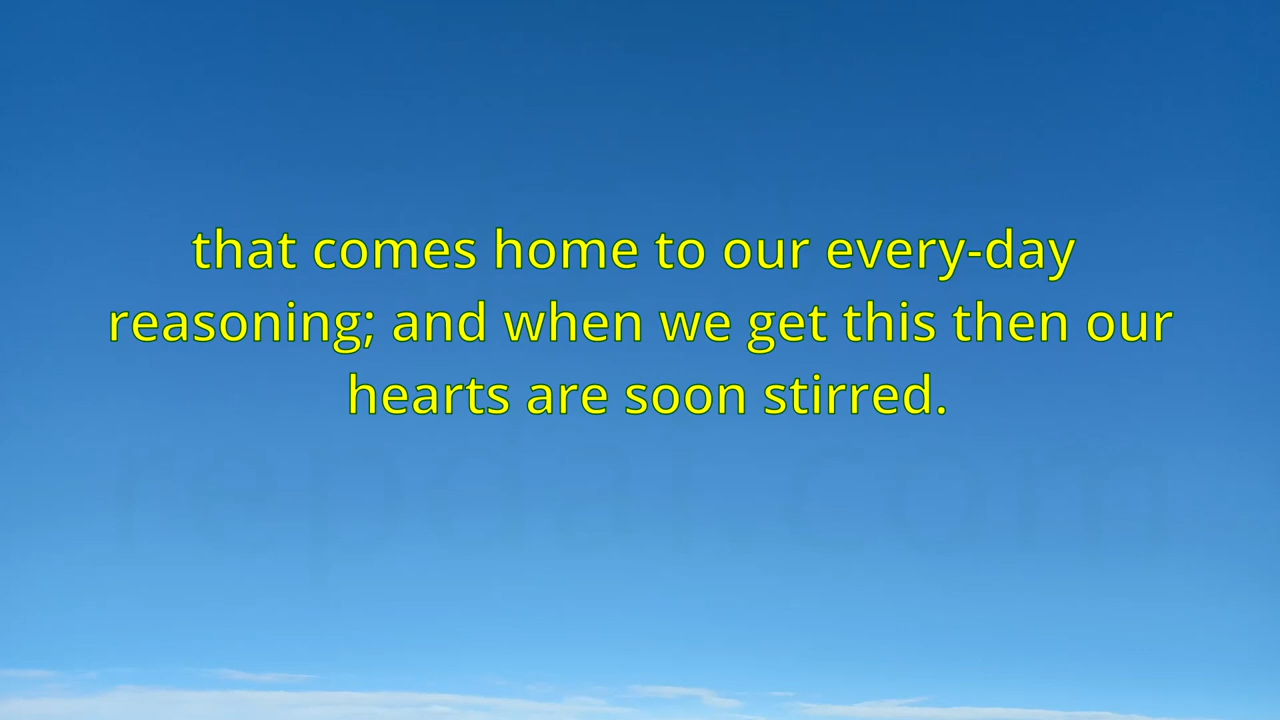 that comes home to our every-day
reasoning; and when we get this then our
hearts are soon stirred.